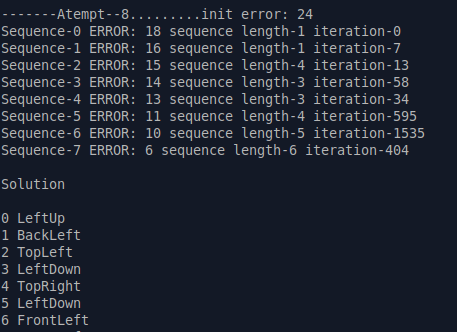 -------Atempt--8.........init error: 24
Sequence-0 ERROR: 18 sequence length-1 iteration-0
Sequence-1 ERROR: 16 sequence length-1 iteration-7
Sequence-2 ERROR: 15 sequence length-4 iteration-13
Sequence-3 ERROR: 14 sequence length-3 iteration-58
Sequence-4 ERROR: 13 sequence length-3 iteration-34
Sequence-5 ERROR: 11 sequence length-4 iteration-595
Sequence-6 ERROR: 10 sequence length-5 iteration-1535
Sequence-7 ERROR: 6 sequence length-6 iteration-404
Solution
0 LeftUp
1 BackLeft
2 TopLeft
3 LeftDown
4 TopRight
5 LeftDown
6 FrontLeft